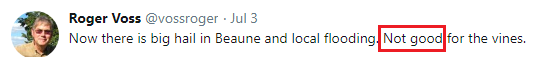 Roger Voss @vossroger · Jul 3
Now there is big hail in Beaune and local flooding. Not good for the vines.